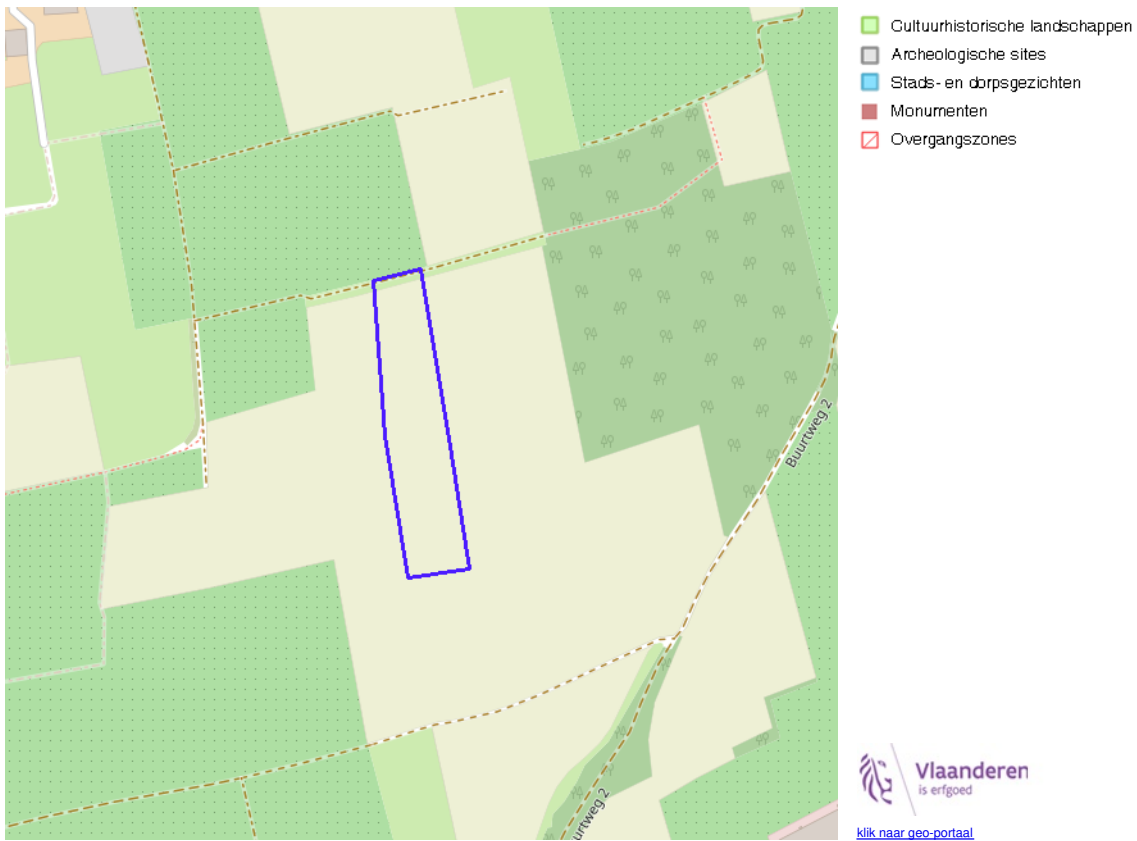 Cultuurhistorische landschappen
Archeologische sites
Stads- en dorpsgezichten
Monumenten
Overgangszones
Buurtweg 2
urtweg 2
Vlaanderen
is erfgoed
klik naar geo-portaal